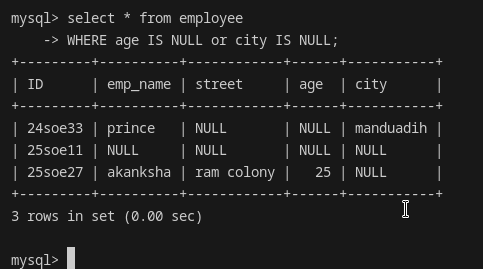 mysql> select * from employee
    -> WHERE age IS NULL or city IS NULL;
+---------+----------+------------+------+-----------+
| ID      | emp_name | street     | age  | city      |
+---------+----------+------------+------+-----------+
| 24soe33 | prince   | NULL       | NULL | manduadih |
| 25soe11 | NULL     | NULL       | NULL | NULL      |
| 25soe27 | akanksha | ram colony |   25 | NULL      |
+---------+----------+------------+------+-----------+
3 rows in set (0.00 sec)
mysql>